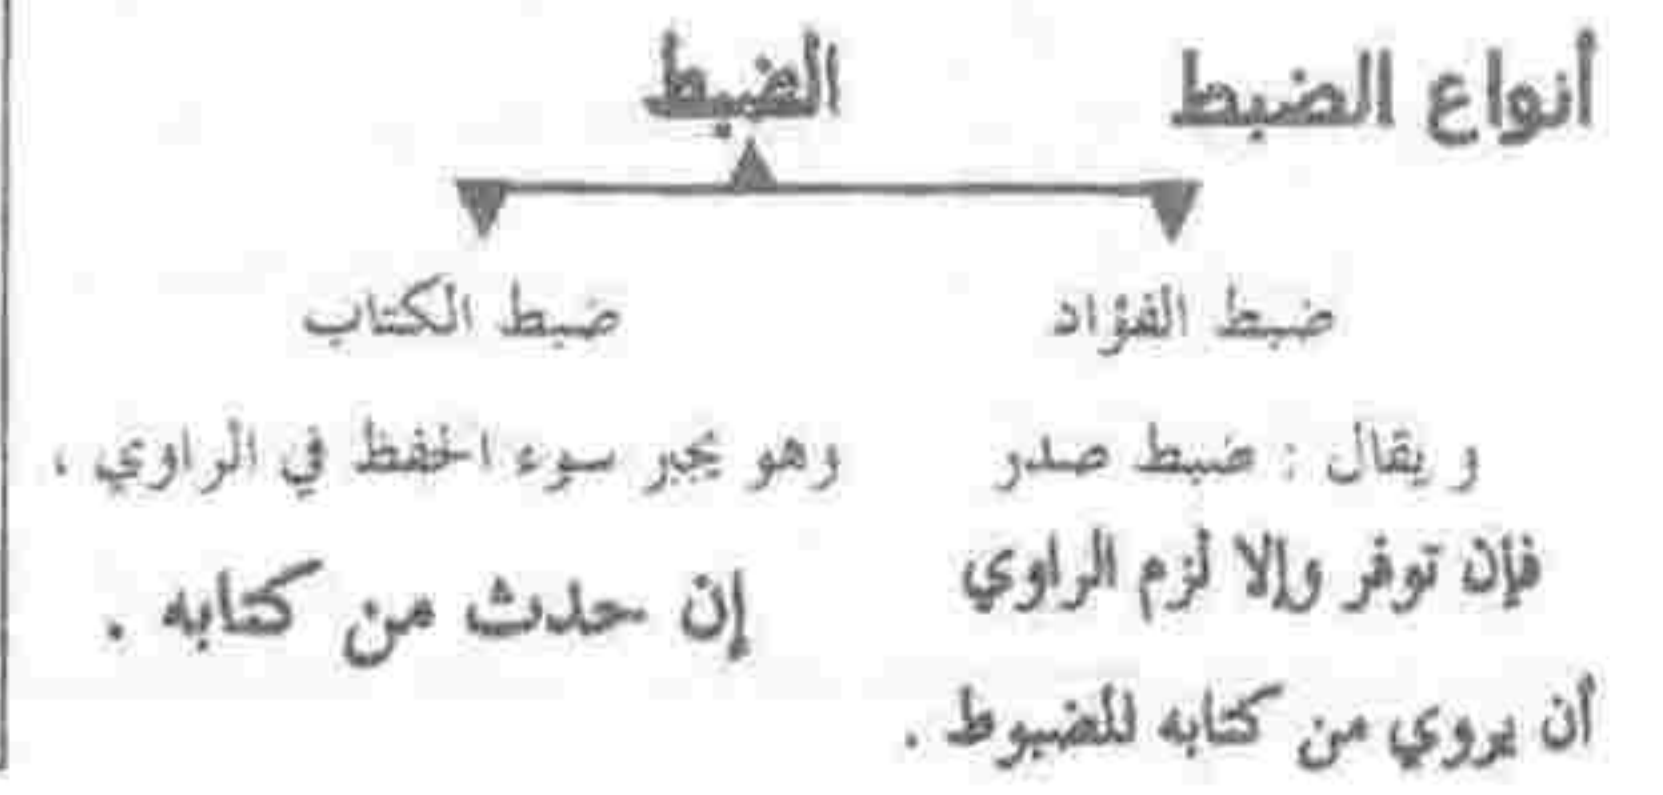 أنواع الضبط
الضبط
ضبط الفؤاد
و يقال : ضبط صدر
فإن توفر وإلا لزم الراوي
أن يروي من كتابه المضبوط .
ضبط الكتاب
وهو يجبر سوء الحفظ في الراوي ،
إن حدث من كتابه .